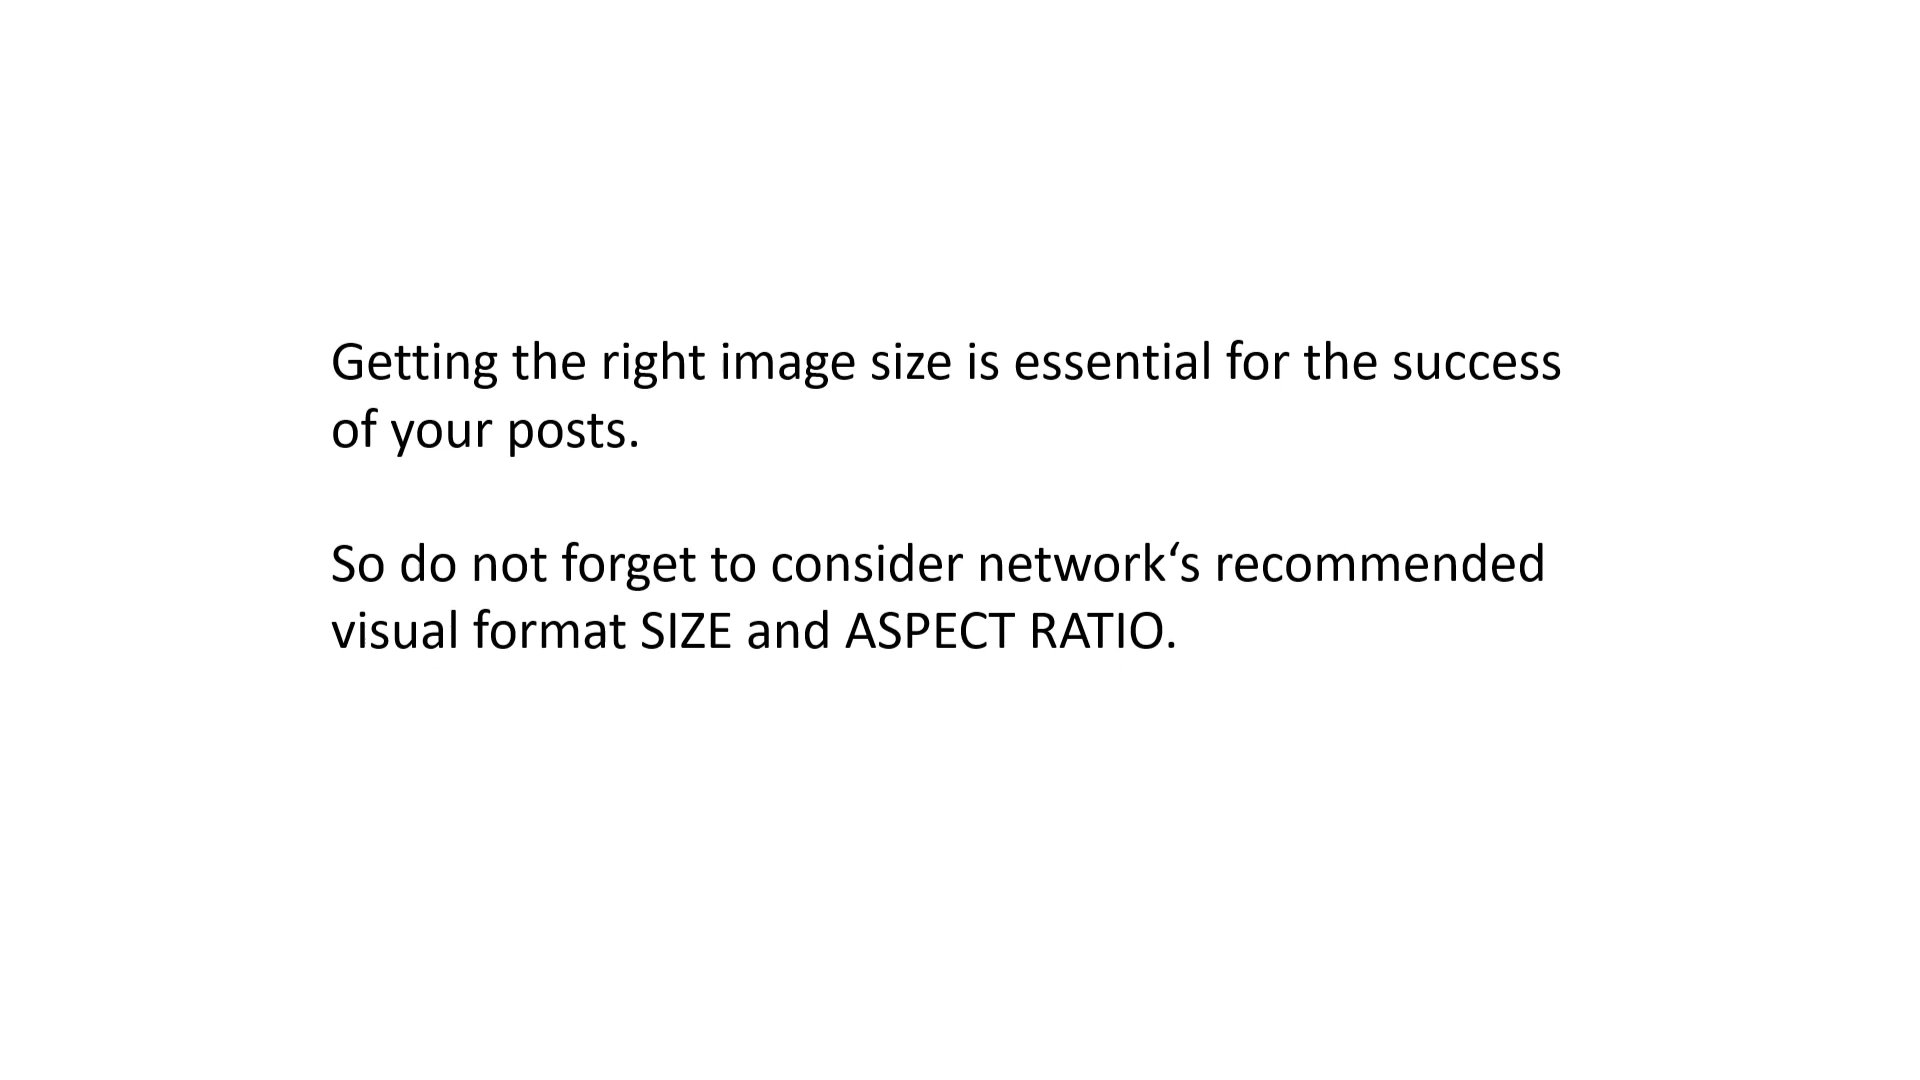 Getting the right image size is essential for the success
of your posts.
So do not forget to consider network‘s recommended
visual format SIZE and ASPECT RATIO.